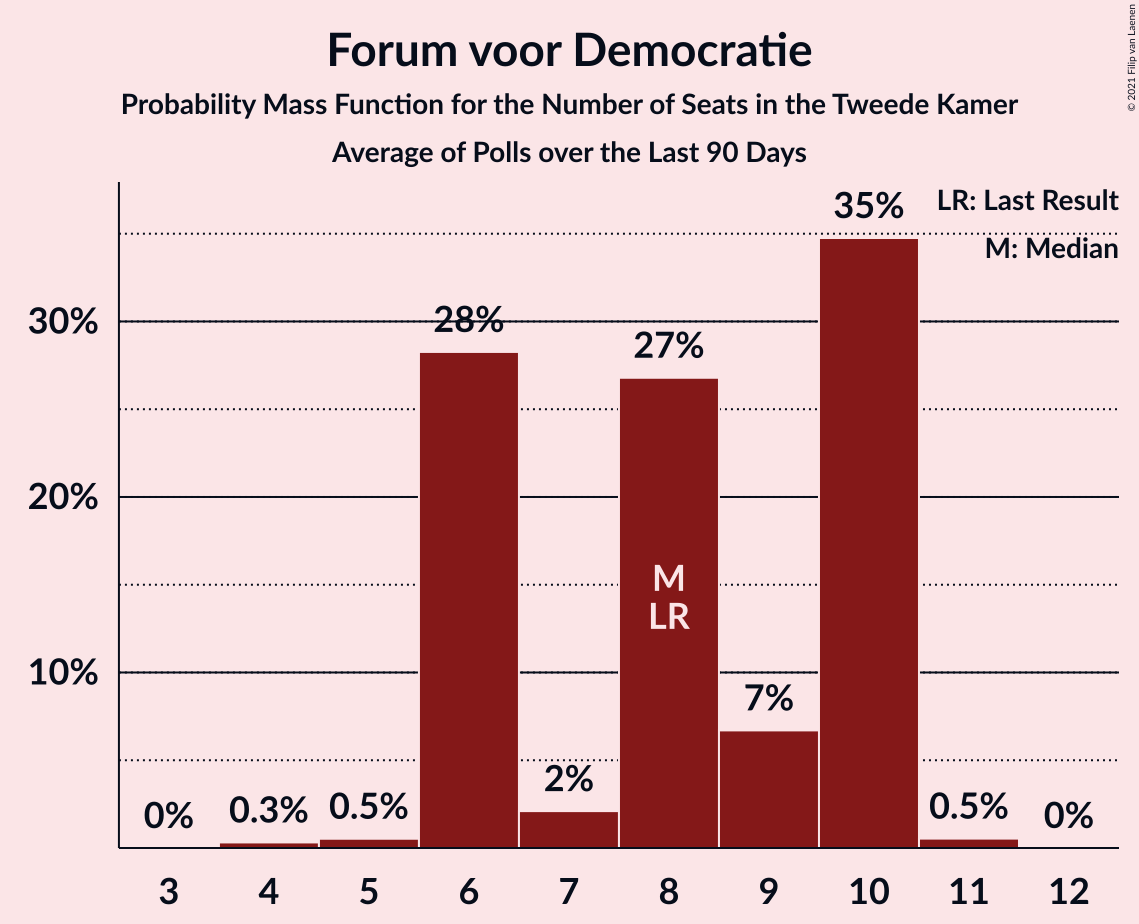 Forum voor Democratie
Probability Mass Function for the Number of Seats in the Tweede Kamer
Average of Polls over the Last 90 Days
© 2021 Filip van Laenen
LR: Last Result
M: Median
30%
20%
10%
0%
0.3%
0.5%
28%
2%
27%
7%
35%
0.5%
0%
M
LR
3 4 5 6 7 8 9 10 11 12